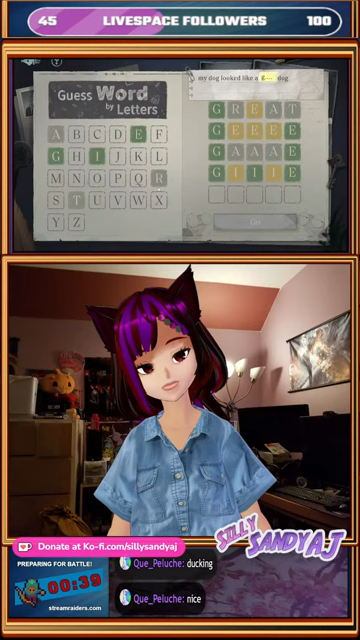 45 LIVESPACE FOLLOWERS 100
my dog looked like a g--- dog
Guess Word
by Letters
A B C D E F
G H I J K L
M N O P Q R
S T U V W X
Y Z
G R E A T
G E E E E
G A A A E
G I I I E
SILLY
SANDYAJ
Donate at Ko-fi.com/sillysandyaj
PREPARING FOR BATTLE!
00:39
streamraiders.com
Que_Peluche: ducking
Que_Peluche: nice